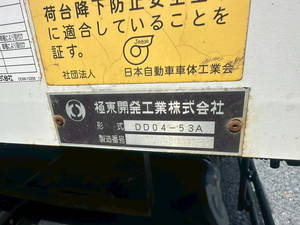 荷台降下防止安全
に適合していることを
証す。
社団法人 日本自動車車体工業会
極東開発工業株式会社
形式 DD04-53A
製造番号